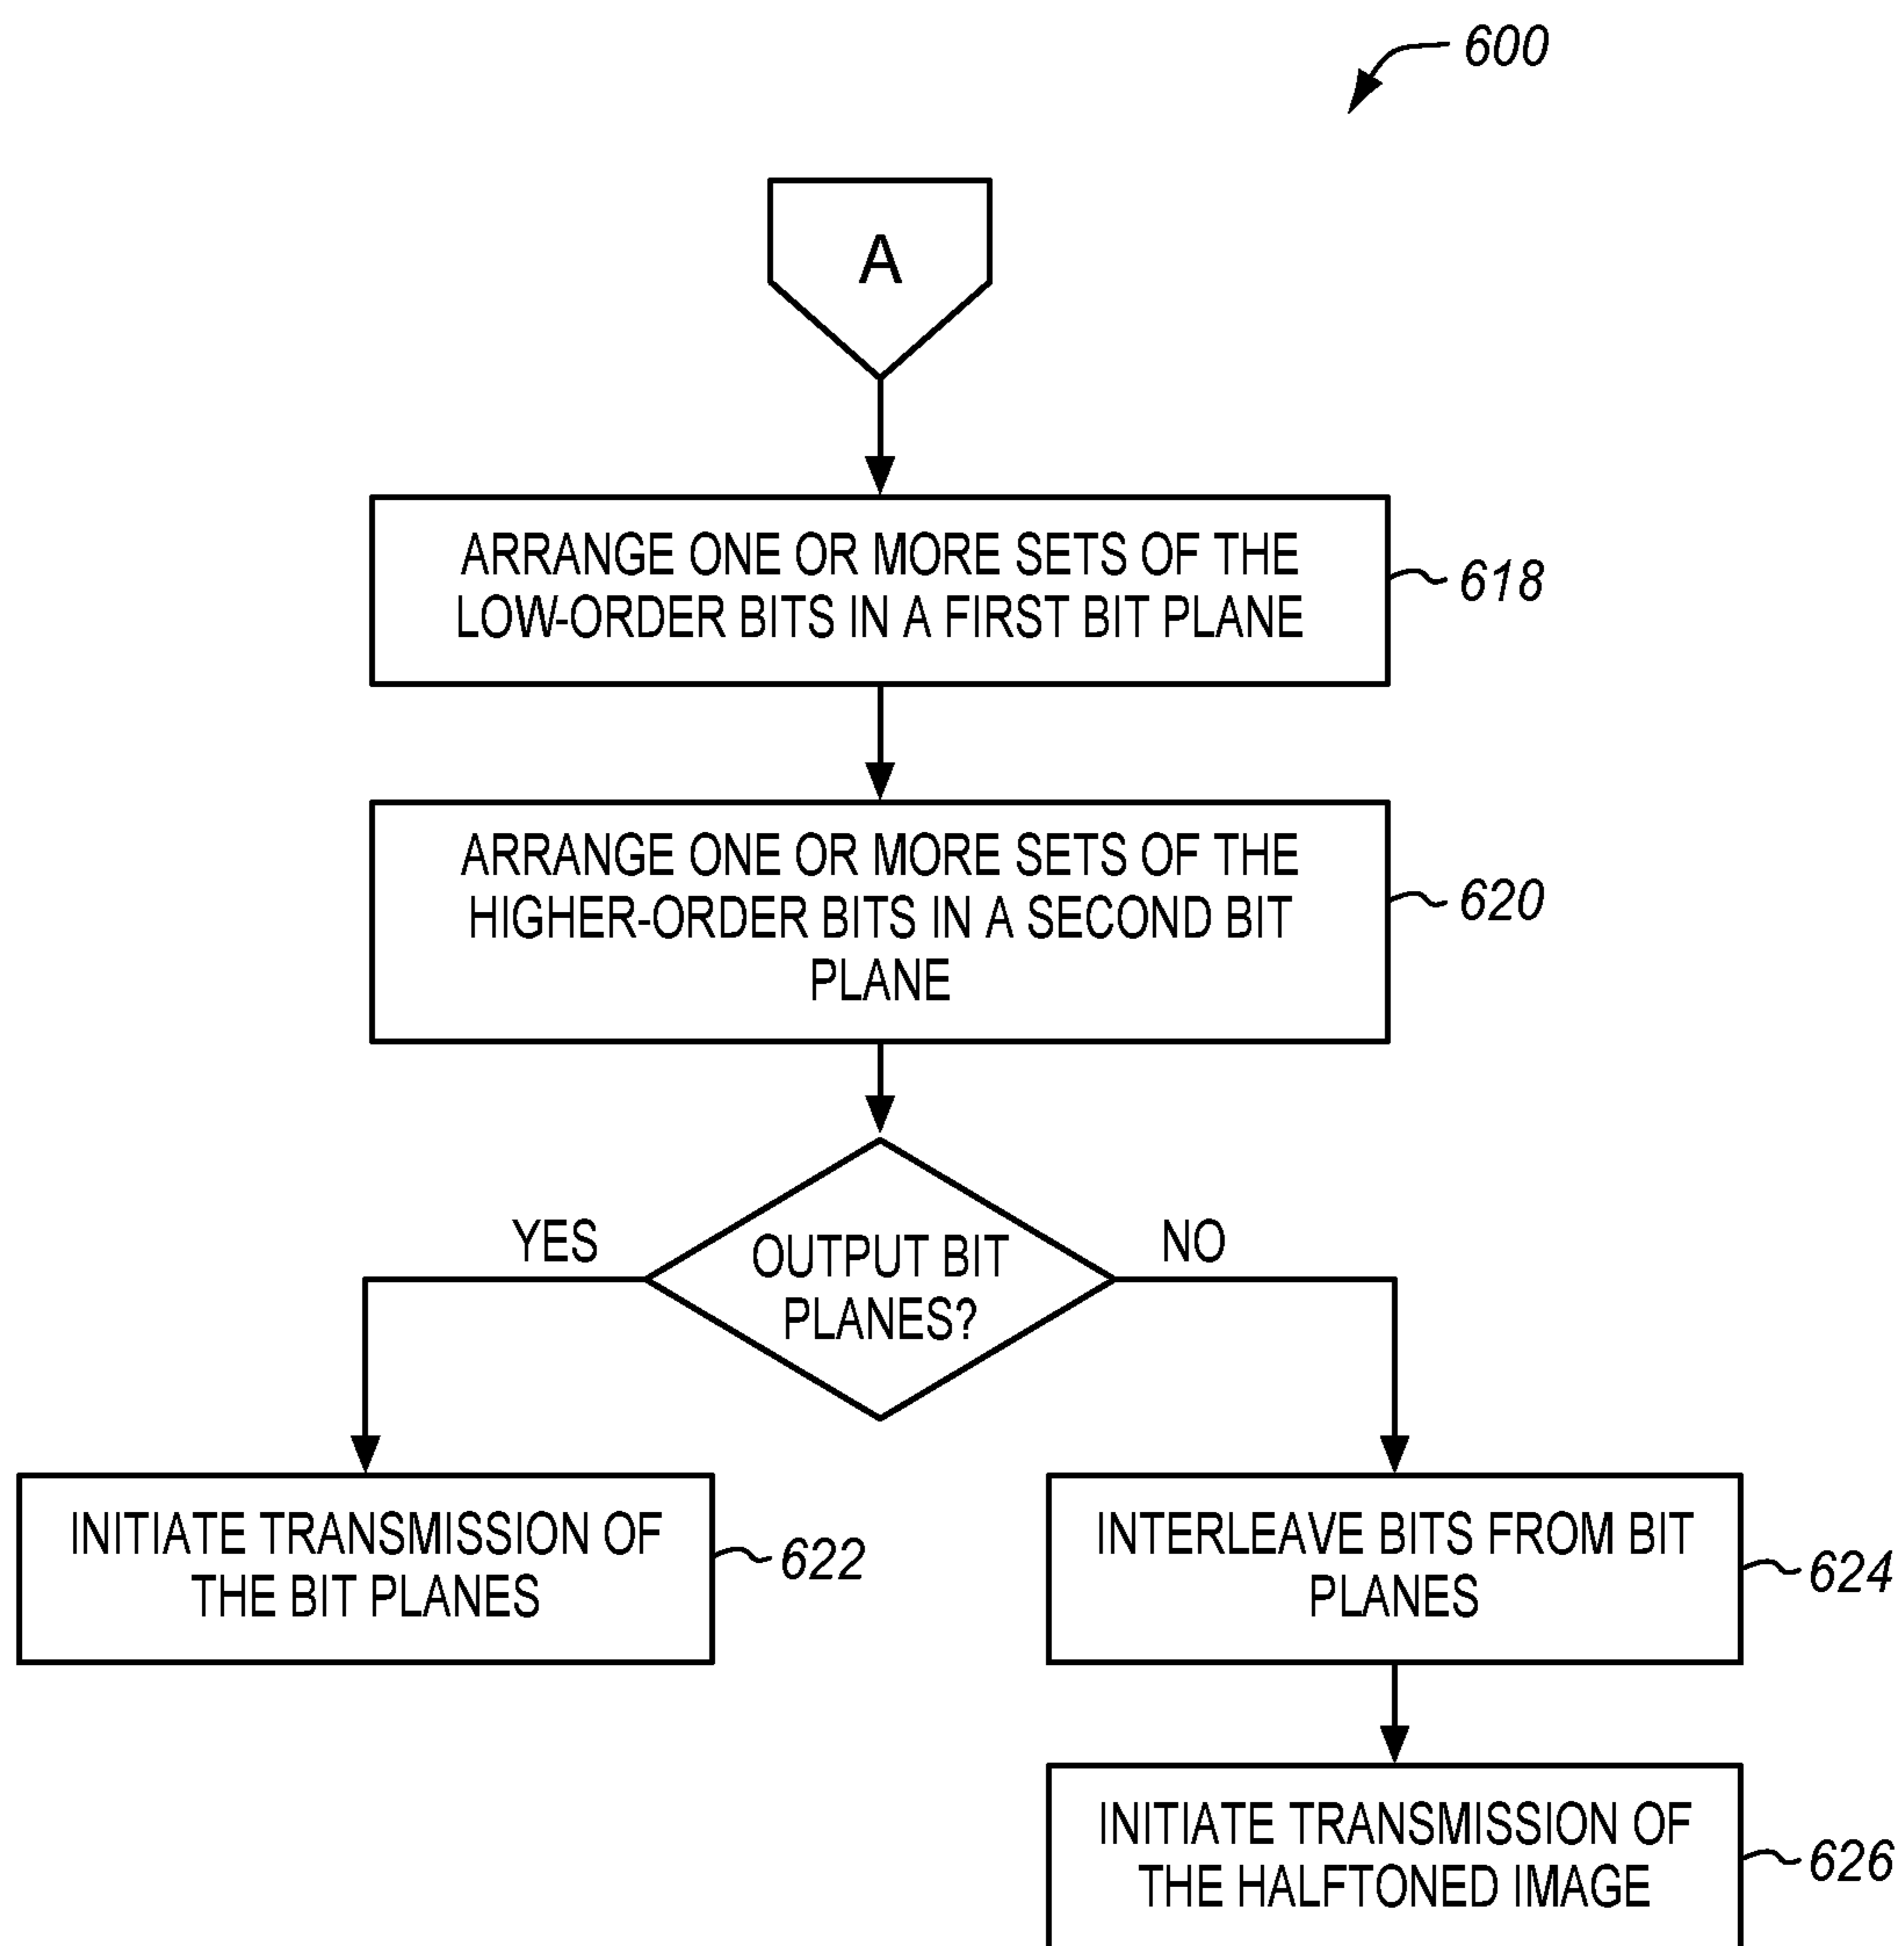 600
A
ARRANGE ONE OR MORE SETS OF THE
LOW-ORDER BITS IN A FIRST BIT PLANE
618
ARRANGE ONE OR MORE SETS OF THE
HIGHER-ORDER BITS IN A SECOND BIT
PLANE
620
YES
OUTPUT BIT
PLANES?
NO
INITIATE TRANSMISSION OF
THE BIT PLANES
622
INTERLEAVE BITS FROM BIT
PLANES
624
INITIATE TRANSMISSION OF
THE HALFTONED IMAGE
626